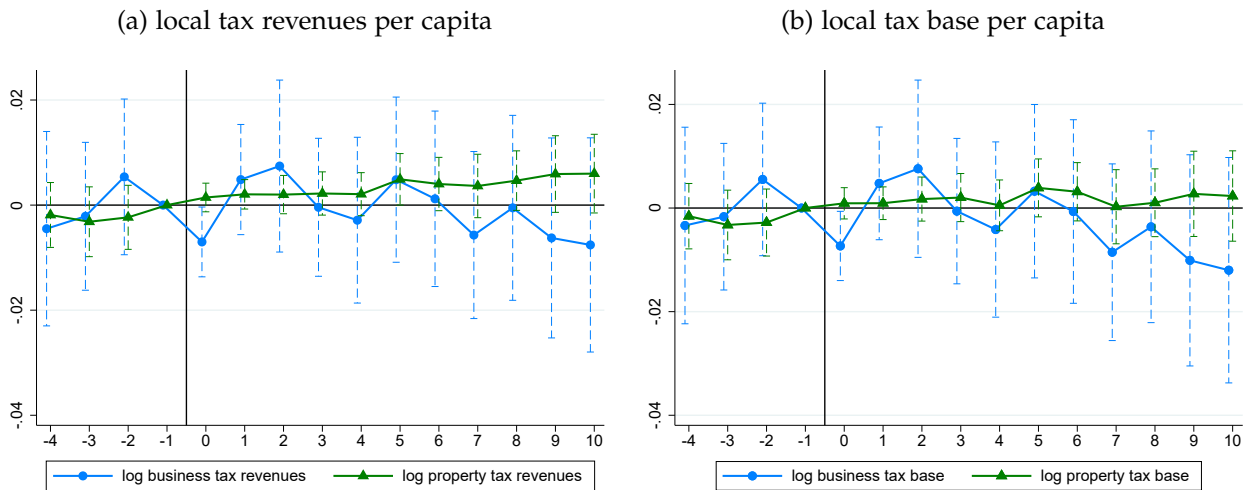 (a) local tax revenues per capita
.02
0
-.02
-.04
-4 -3 -2 -1 0 1 2 3 4 5 6 7 8 9 10
log business tax revenues log property tax revenues
(b) local tax base per capita
.02
0
-.02
-.04
-4 -3 -2 -1 0 1 2 3 4 5 6 7 8 9 10
log business tax base log property tax base